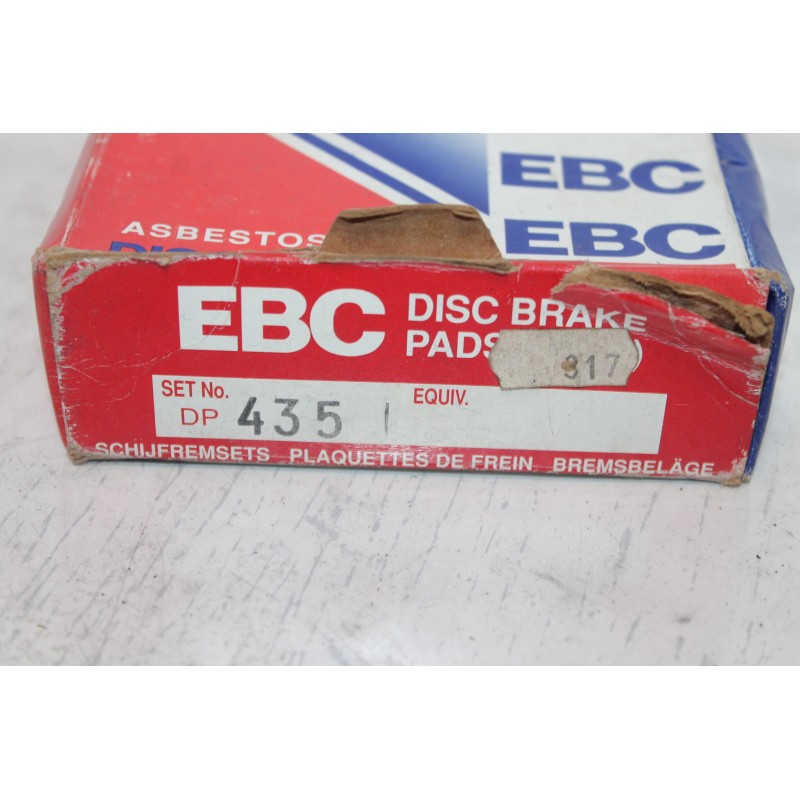 EBC
EBC
ASBESTOS
EBC DISC BRAKE
PADS
317
SET No. EQUIV.
DP 435
SCHIJFREMSETS PLAQUETTES DE FREIN BREMSBELÄGE